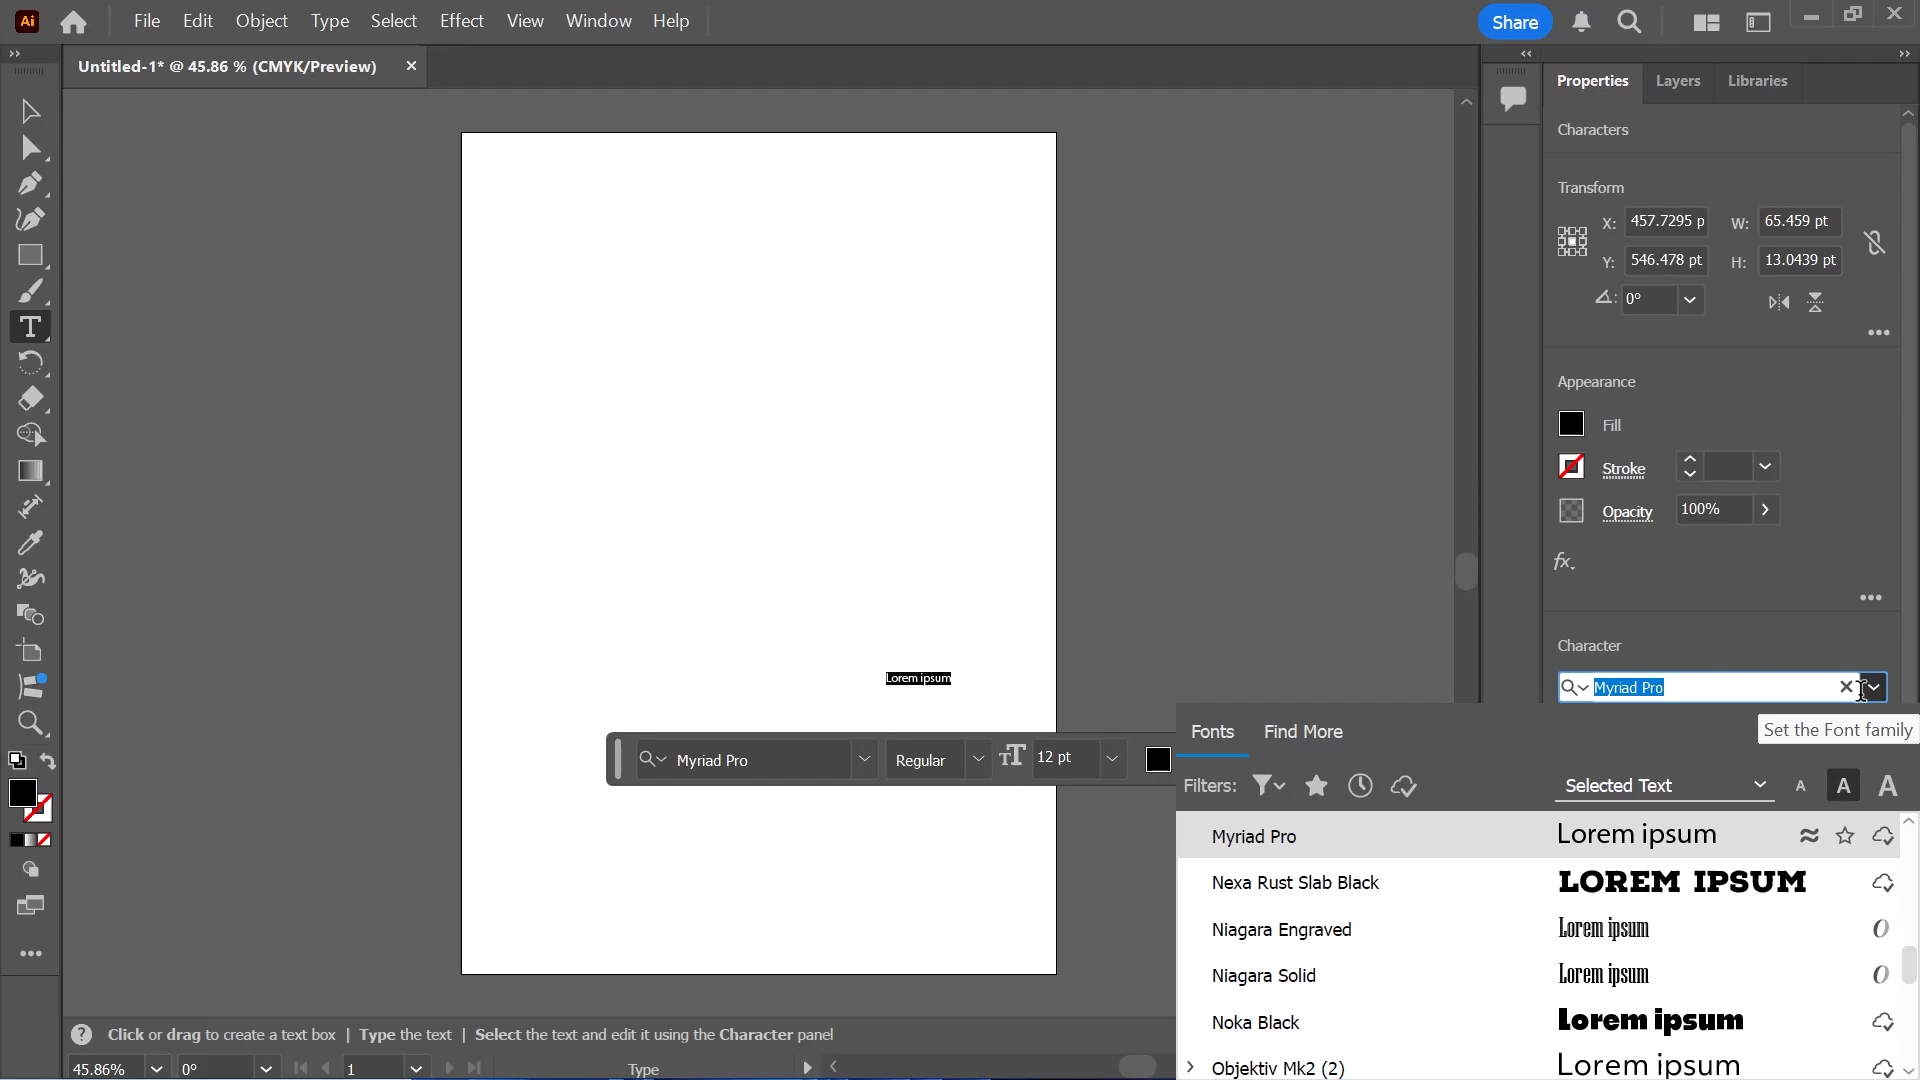 Ai File Edit Object Type Select Effect View Window Help Share
Untitled-1* @ 45.86 % (CMYK/Preview)
Properties Layers Libraries
Characters
Transform
X: 457.7295 p W: 65.459 pt
Y: 546.478 pt H: 13.0439 pt
0°
Appearance
Fill
Stroke
Opacity 100%
fx
Character
Myriad Pro
Set the Font family
Lorem ipsum
Myriad Pro Regular 12 pt
Fonts Find More
Filters: Selected Text A A A
Myriad Pro Lorem ipsum
Nexa Rust Slab Black LOREM IPSUM
Niagara Engraved Lorem ipsum
Niagara Solid Lorem ipsum
Noka Black Lorem ipsum
Objektiv Mk2 (2) Lorem ipsum
Click or drag to create a text box | Type the text | Select the text and edit it using the Character panel
45.86% 0° 1 Type